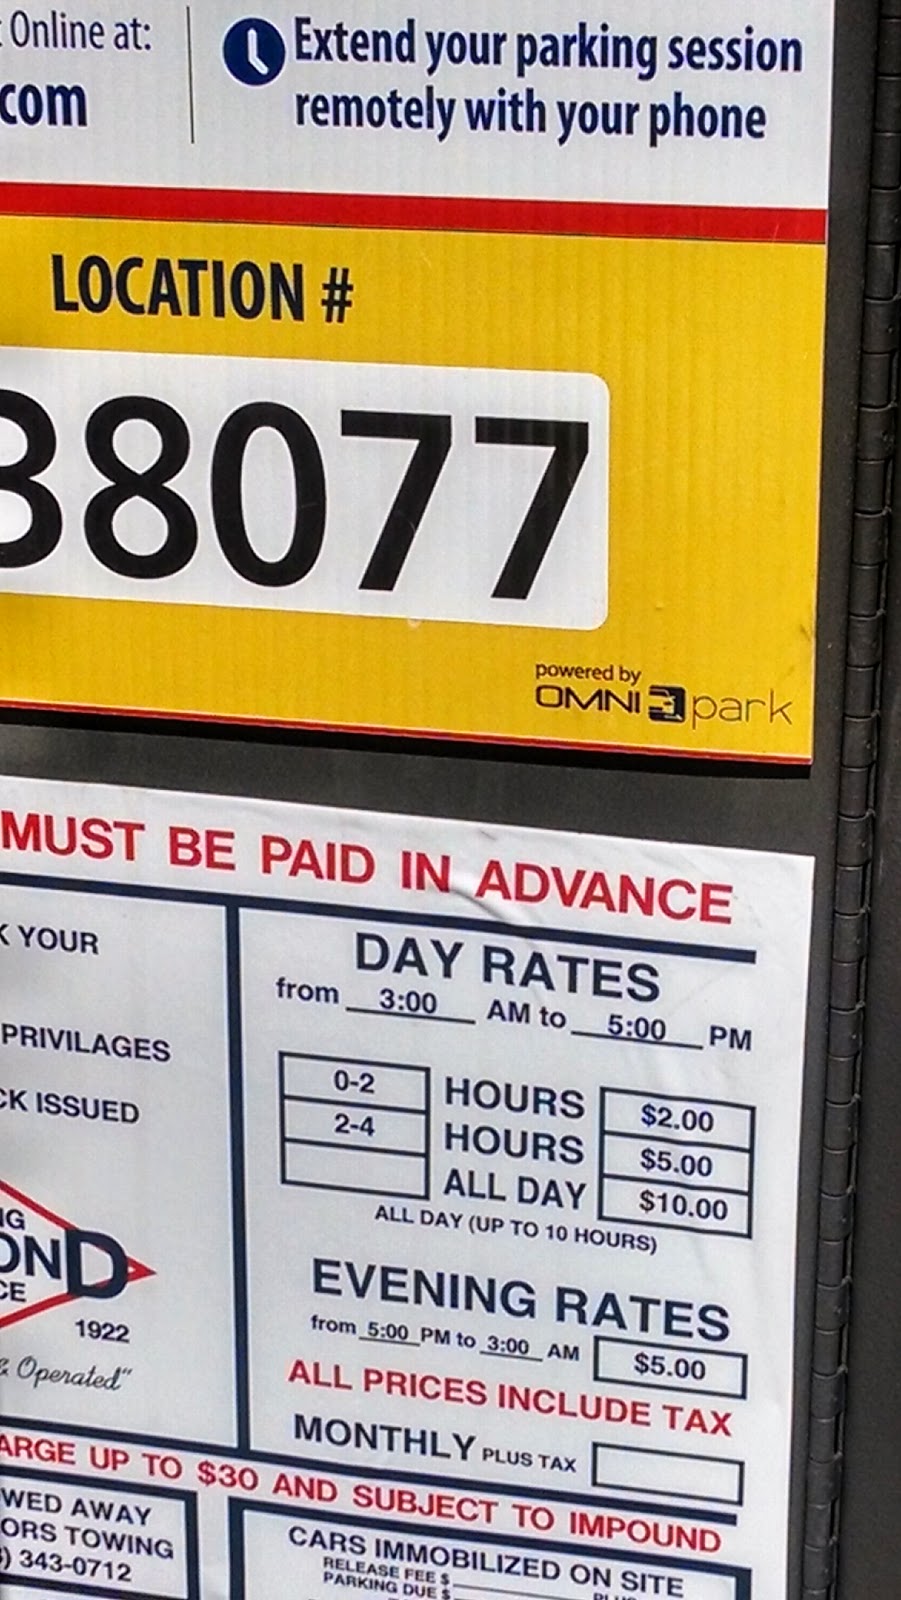 Online at:
.com
Extend your parking session
remotely with your phone
LOCATION #
38077
powered by
OMNI park
MUST BE PAID IN ADVANCE
K YOUR
PRIVILAGES
CK ISSUED
NG
OND
CE
1922
& Operated"
DAY RATES
from 3:00 AM to 5:00 PM
0-2 HOURS $2.00
2-4 HOURS $5.00
ALL DAY $10.00
ALL DAY (UP TO 10 HOURS)
EVENING RATES
from 5:00 PM to 3:00 AM $5.00
ALL PRICES INCLUDE TAX
MONTHLY PLUS TAX
ARGE UP TO $30 AND SUBJECT TO IMPOUND
WED AWAY
ORS TOWING
) 343-0712
CARS IMMOBILIZED ON SITE
RELEASE FEE $
PARKING DUE $